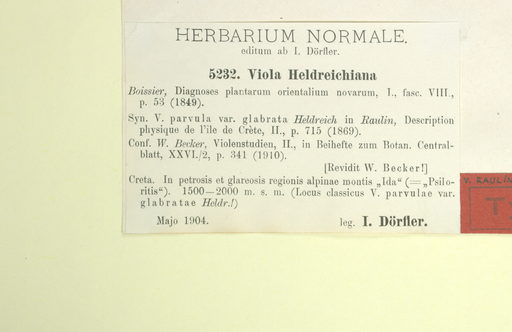 HERBARIUM NORMALE.
editum ab I. Dörfler.
5232. Viola Heldreichiana
Boissier, Diagnoses plantarum orientalium novarum, I., fasc. VIII.,
p. 53 (1849).
Syn. V. parvula var. glabrata Heldreich in Raulin, Description
physique de l'ile de Crète, II., p. 715 (1869).
Conf. W. Becker, Violenstudien, II., in Beihefte zum Botan. Central-
blatt, XXVI./2, p. 341 (1910).
[Revidit W. Becker!]
Creta. In petrosis et glareosis regionis alpinae montis „Ida“ (=„Psilo-
ritis“). 1500—2000 m. s. m. (Locus classicus V. parvulae var.
glabratae Heldr.!)
Majo 1904. leg. I. Dörfler.
V. RAULIN
T